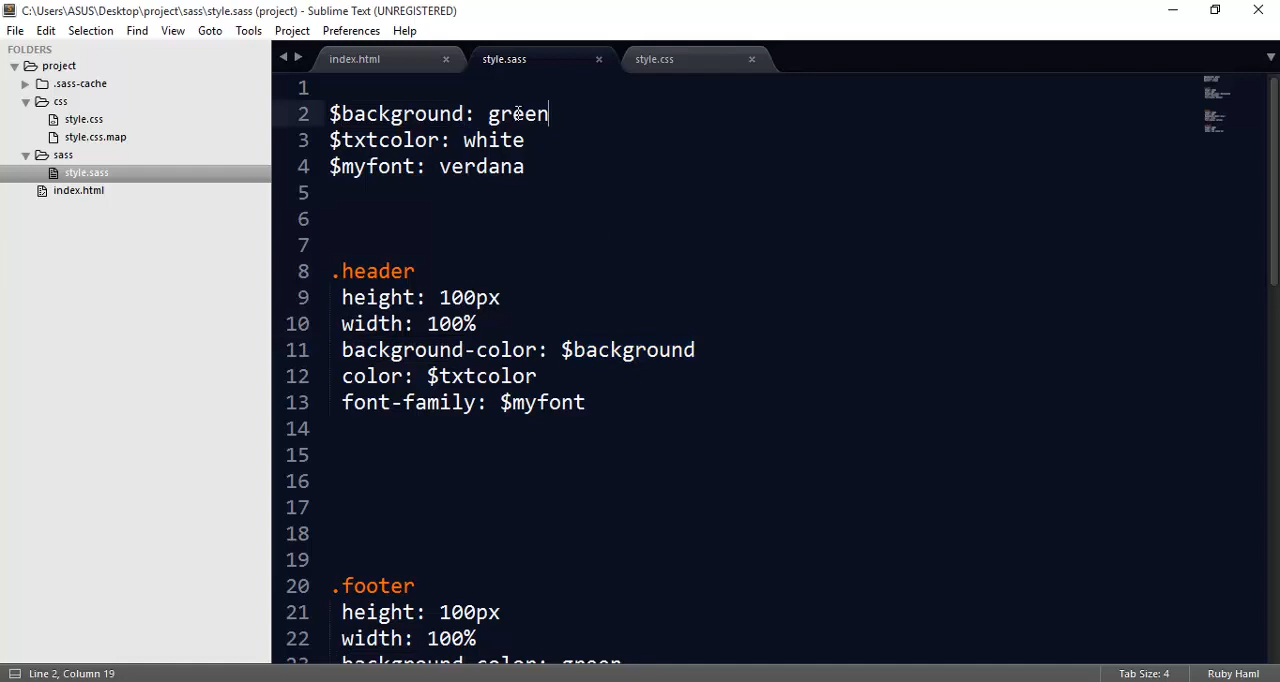 C:\Users\ASUS\Desktop\project\sass\style.sass (project) - Sublime Text (UNREGISTERED)
File Edit Selection Find View Goto Tools Project Preferences Help
FOLDERS
project
.sass-cache
css
style.css
style.css.map
sass
style.sass
index.html
index.html × style.sass × style.css ×
1
2 $background: green
3 $txtcolor: white
4 $myfont: verdana
5
6
7
8 .header
9 height: 100px
10 width: 100%
11 background-color: $background
12 color: $txtcolor
13 font-family: $myfont
14
15
16
17
18
19
20 .footer
21 height: 100px
22 width: 100%
23 background-color: green
Line 2, Column 19 Tab Size: 4 Ruby Haml